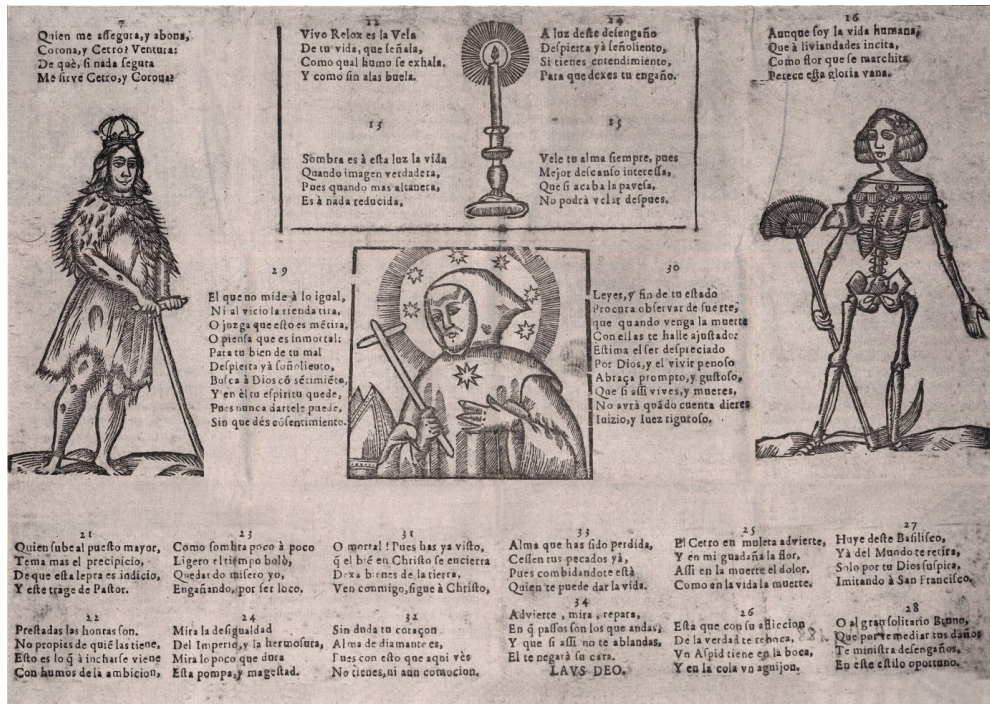 7
Quien me assegura, y abona,
Corona, y Cetro? Ventura:
De què, si nada segura
Me sirve Cetro, y Corona?
12
Vivo Relox es la Vela
De tu vida, que señala,
Como qual humo se exhala,
Y como sin alas buela.
13
Sombra es à esta luz la vida
Quando imagen verdadera,
Pues quando mas altanera,
Es à nada reducida,
14
A luz deste desengaño
Despierta yà señoliento,
Si tienes entendimiento,
Para que dexes tu engaño.
15
Vele tu alma siempre, pues
Mejor descanso interessa,
Que si acaba la pavesa,
No podrà velar despues.
16
Aunque soy la vida humana,
Que à liviandades incita,
Como flor que se marchita
Perece esta gloria vana.
29
El que no mide à lo igual,
Ni al vicio la rienda tira,
O juzga que esto es mẽtira,
O piensa que es inmortal:
Para tu bien de tu mal
Despierta yà soñoliento,
Busca à Dios cõ sẽtimiẽto,
Y en èl tu espiritu quede,
Pues nunca dartele puede,
Sin que dès cõsentimiento.
30
Leyes, y fin de tu estado
Procura observar de suerte,
que quando venga la muerte
Con ellas te halle ajustado:
Estima el ser despreciado
Por Dios, y el vivir penoso
Abraça prompto, y gustoso,
Que si assi vives, y mueres,
No avrà quãdo cuenta dieres
Iuizio, y Iuez riguroso.
21
Quien sube al puesto mayor,
Tema mas el precipicio,
De que esta lepra es indicio,
Y este trage de Pastor.
22
Prestadas las honras son.
No propias de quiẽ las tiene,
Esto es lo q̃ à incharse viene
Con humos de la ambicion,
23
Como sombra poco à poco
Ligero el tiempo bolò,
Quedando misero yo,
Engañando, por ser loco.
24
Mira la desigualdad
Del Imperio, y la hermosura,
Mira lo poco que dura
Esta pompa, y magestad.
31
O mortal! Pues has ya visto,
q̃ el biẽ en Christo se encierra
Dexa bienes de la tierra,
Ven conmigo, sigue à Christo,
32
Sin duda tu coraçon
Alma de diamante es,
Pues con esto que aqui vès
No tienes, ni aun comocion.
33
Alma que has sido perdida,
Cessen tus pecados yà,
Pues combidandote està
Quien te puede dar la vida.
34
Advierte, mira, repara,
En q̃ passos son los que andas,
Y que si assi no te ablandas,
El te negarà su cara.
LAVS DEO.
25
El Cetro en muleta advierte,
Y en mi guadaña la flor,
Assi en la muerte el dolor,
Como en la vida la muerte.
26
Esta que con su afliccion
De la verdad te
Vn Aspid tiene en la boca,
Y en la cola vn aguijon.
27
Huye deste Basilisco,
Yà del Mundo te retira,
Solo por tu Dios suspira,
Imitando à San Francisco.
28
O al gran solitario Bruno,
Que por remediar tus daños
Te ministra desengaños,
En este estilo oportuno.